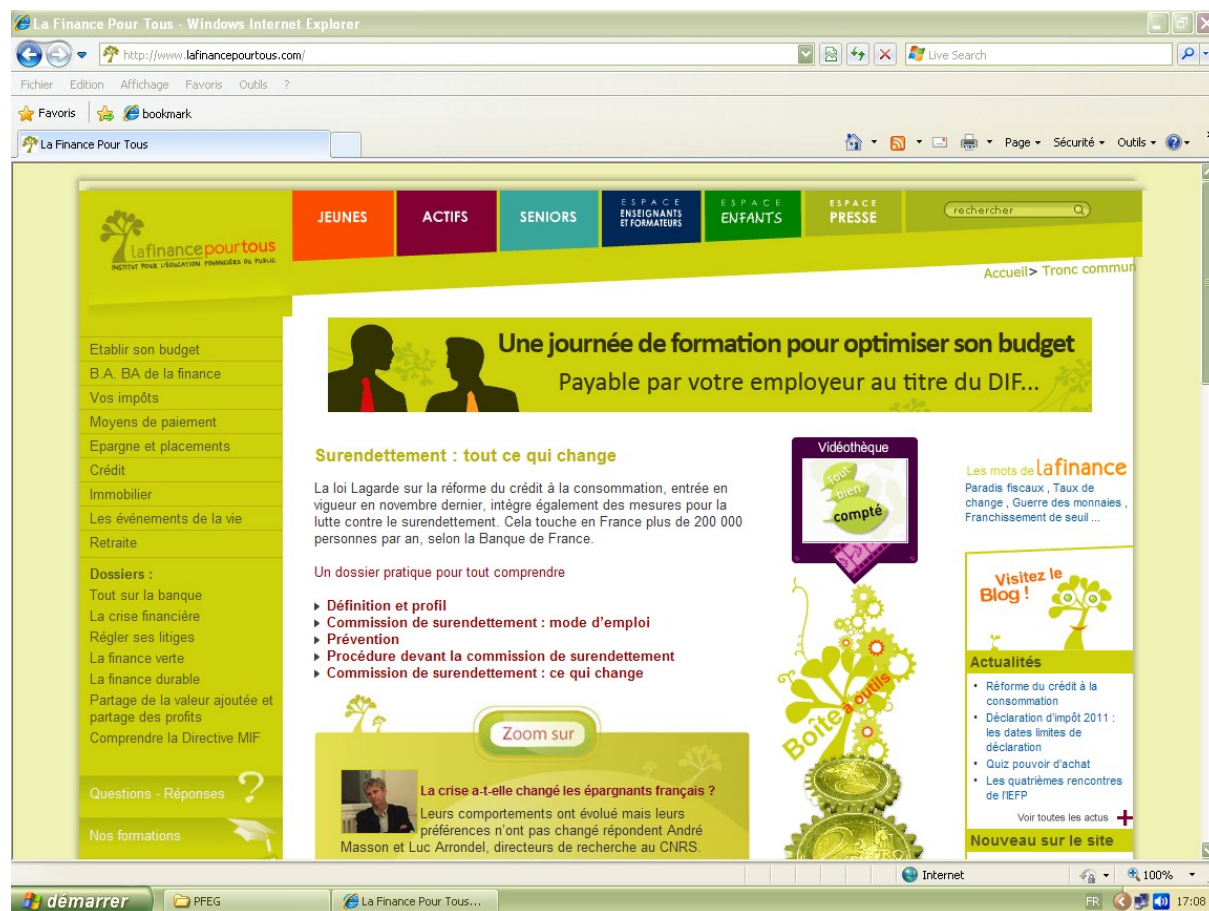 La Finance Pour Tous - Windows Internet Explorer
http://www.lafinancepourtous.com/
Live Search
Fichier Edition Affichage Favoris Outils ?
Favoris bookmark
La Finance Pour Tous
Page Sécurité Outils
JEUNES
ACTIFS
SENIORS
ESPACE
ENSEIGNANTS
ET FORMATEURS
ESPACE
ENFANTS
ESPACE
PRESSE
rechercher
lafinancepourtous
INSTITUT POUR L'ÉDUCATION FINANCIÈRE DU PUBLIC
Accueil> Tronc commun
Etablir son budget
B.A. BA de la finance
Vos impôts
Moyens de paiement
Epargne et placements
Crédit
Immobilier
Les événements de la vie
Retraite
Dossiers :
Tout sur la banque
La crise financière
Régler ses litiges
La finance verte
La finance durable
Partage de la valeur ajoutée et
partage des profits
Comprendre la Directive MIF
Questions - Réponses ?
Nos formations
Une journée de formation pour optimiser son budget
Payable par votre employeur au titre du DIF...
Surendettement : tout ce qui change
La loi Lagarde sur la réforme du crédit à la consommation, entrée en
vigueur en novembre dernier, intègre également des mesures pour la
lutte contre le surendettement. Cela touche en France plus de 200 000
personnes par an, selon la Banque de France.
Un dossier pratique pour tout comprendre
Définition et profil
Commission de surendettement : mode d'emploi
Prévention
Procédure devant la commission de surendettement
Commission de surendettement : ce qui change
Zoom sur
La crise a-t-elle changé les épargnants français ?
Leurs comportements ont évolué mais leurs
préférences n'ont pas changé répondent André
Masson et Luc Arrondel, directeurs de recherche au CNRS.
Vidéothèque
Tout
bien
compté
Boîte à outils
Les mots de lafinance
Paradis fiscaux , Taux de
change , Guerre des monnaies ,
Franchissement de seuil ...
Visitez le
Blog !
Actualités
• Réforme du crédit à la
consommation
• Déclaration d'impôt 2011 :
les dates limites de
déclaration
• Quiz pouvoir d'achat
• Les quatrièmes rencontres
de l'IEFP
Voir toutes les actus
Nouveau sur le site
Internet
100%
démarrer
PFEG
La Finance Pour Tous...
FR
17:08